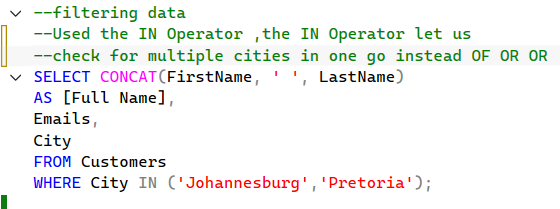 --filtering data
--Used the IN Operator ,the IN Operator let us
--check for multiple cities in one go instead OF OR OR
SELECT CONCAT(FirstName, ' ', LastName)
AS [Full Name],
Emails,
City
FROM Customers
WHERE City IN ('Johannesburg','Pretoria');